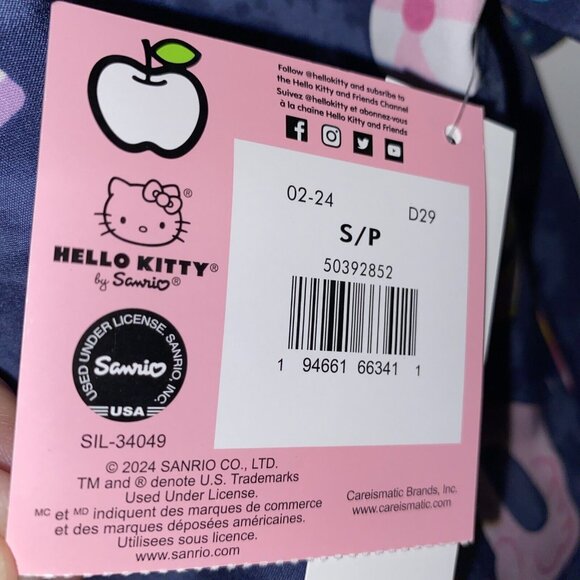 Follow @hellokitty and subsribe to
the Hello Kitty and Friends Channel
Suivez @hellokitty et abonnez-vous
à la chaîne Hello Kitty and Friends
02-24 D29
S/P
50392852
1 94661 66341 1
HELLO KITTY®
by Sanrio®
USED UNDER LICENSE. SANRIO, INC.
Sanrio
USA
SIL-34049
© 2024 SANRIO CO., LTD.
TM and ® denote U.S. Trademarks
Used Under License.
MC et MD indiquent des marques de commerce
et des marques déposées américaines.
Utilisees sous licence.
www.sanrio.com
Careismatic Brands, Inc.
www.careismatic.com